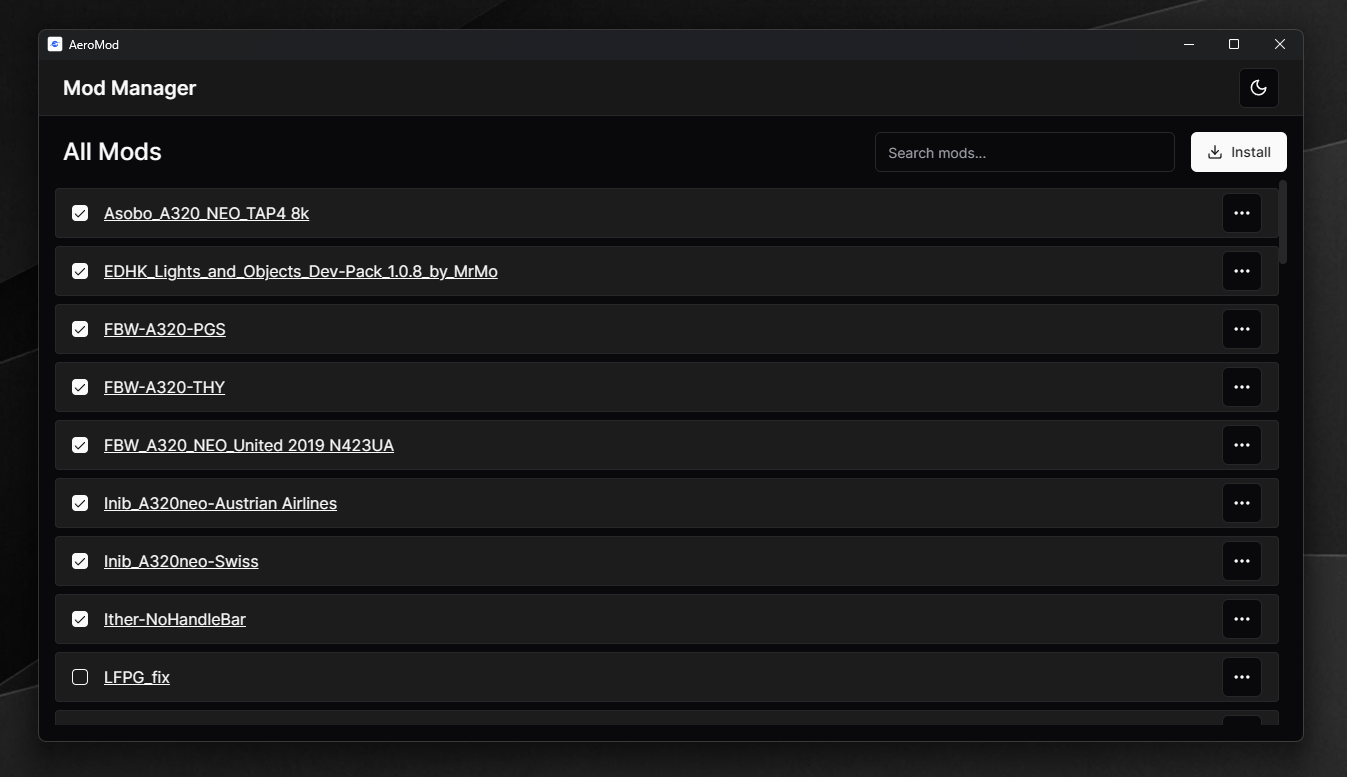 AeroMod
Mod Manager
All Mods
Search mods...
Install
Asobo_A320_NEO_TAP4 8k
EDHK_Lights_and_Objects_Dev-Pack_1.0.8_by_MrMo
FBW-A320-PGS
FBW-A320-THY
FBW_A320_NEO_United 2019 N423UA
Inib_A320neo-Austrian Airlines
Inib_A320neo-Swiss
Ither-NoHandleBar
LFPG_fix